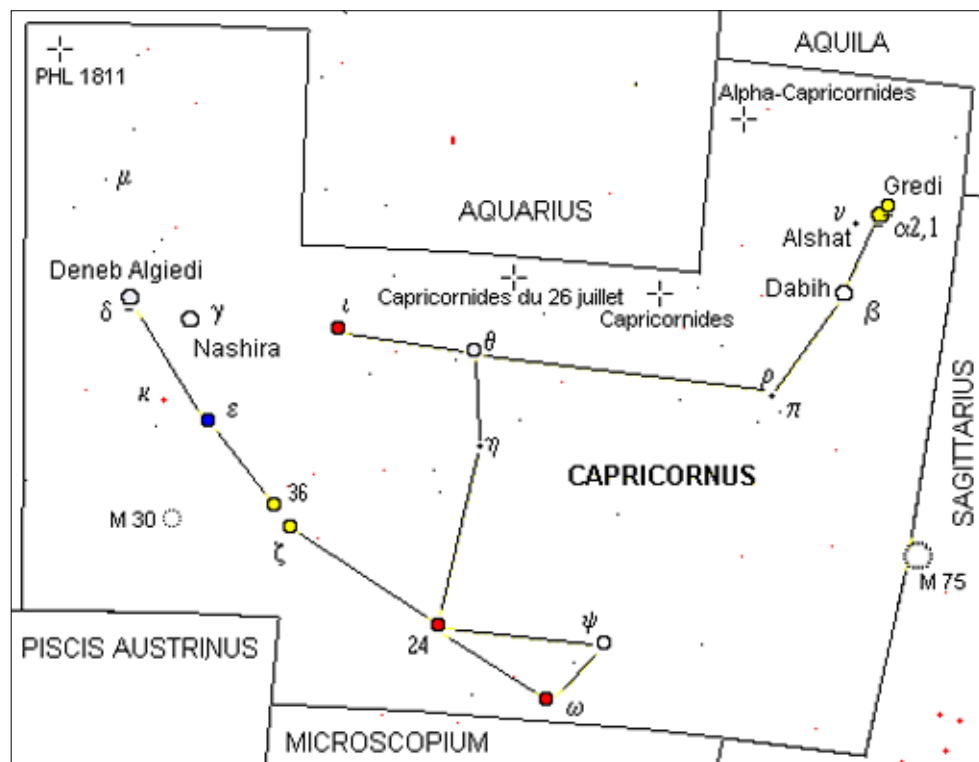 AQUILA
PHL 1811
Alpha-Capricornides
μ
Gredi
AQUARIUS
ν
α2,1
Alshat
Deneb Algiedi
δ
γ
Nashira
Capricornides du 26 juillet
Capricornides
Dabih
β
ι
θ
ρ
π
κ
ε
η
CAPRICORNUS
SAGITTARIUS
36
M 30
ζ
M 75
24
ψ
PISCIS AUSTRINUS
ω
MICROSCOPIUM